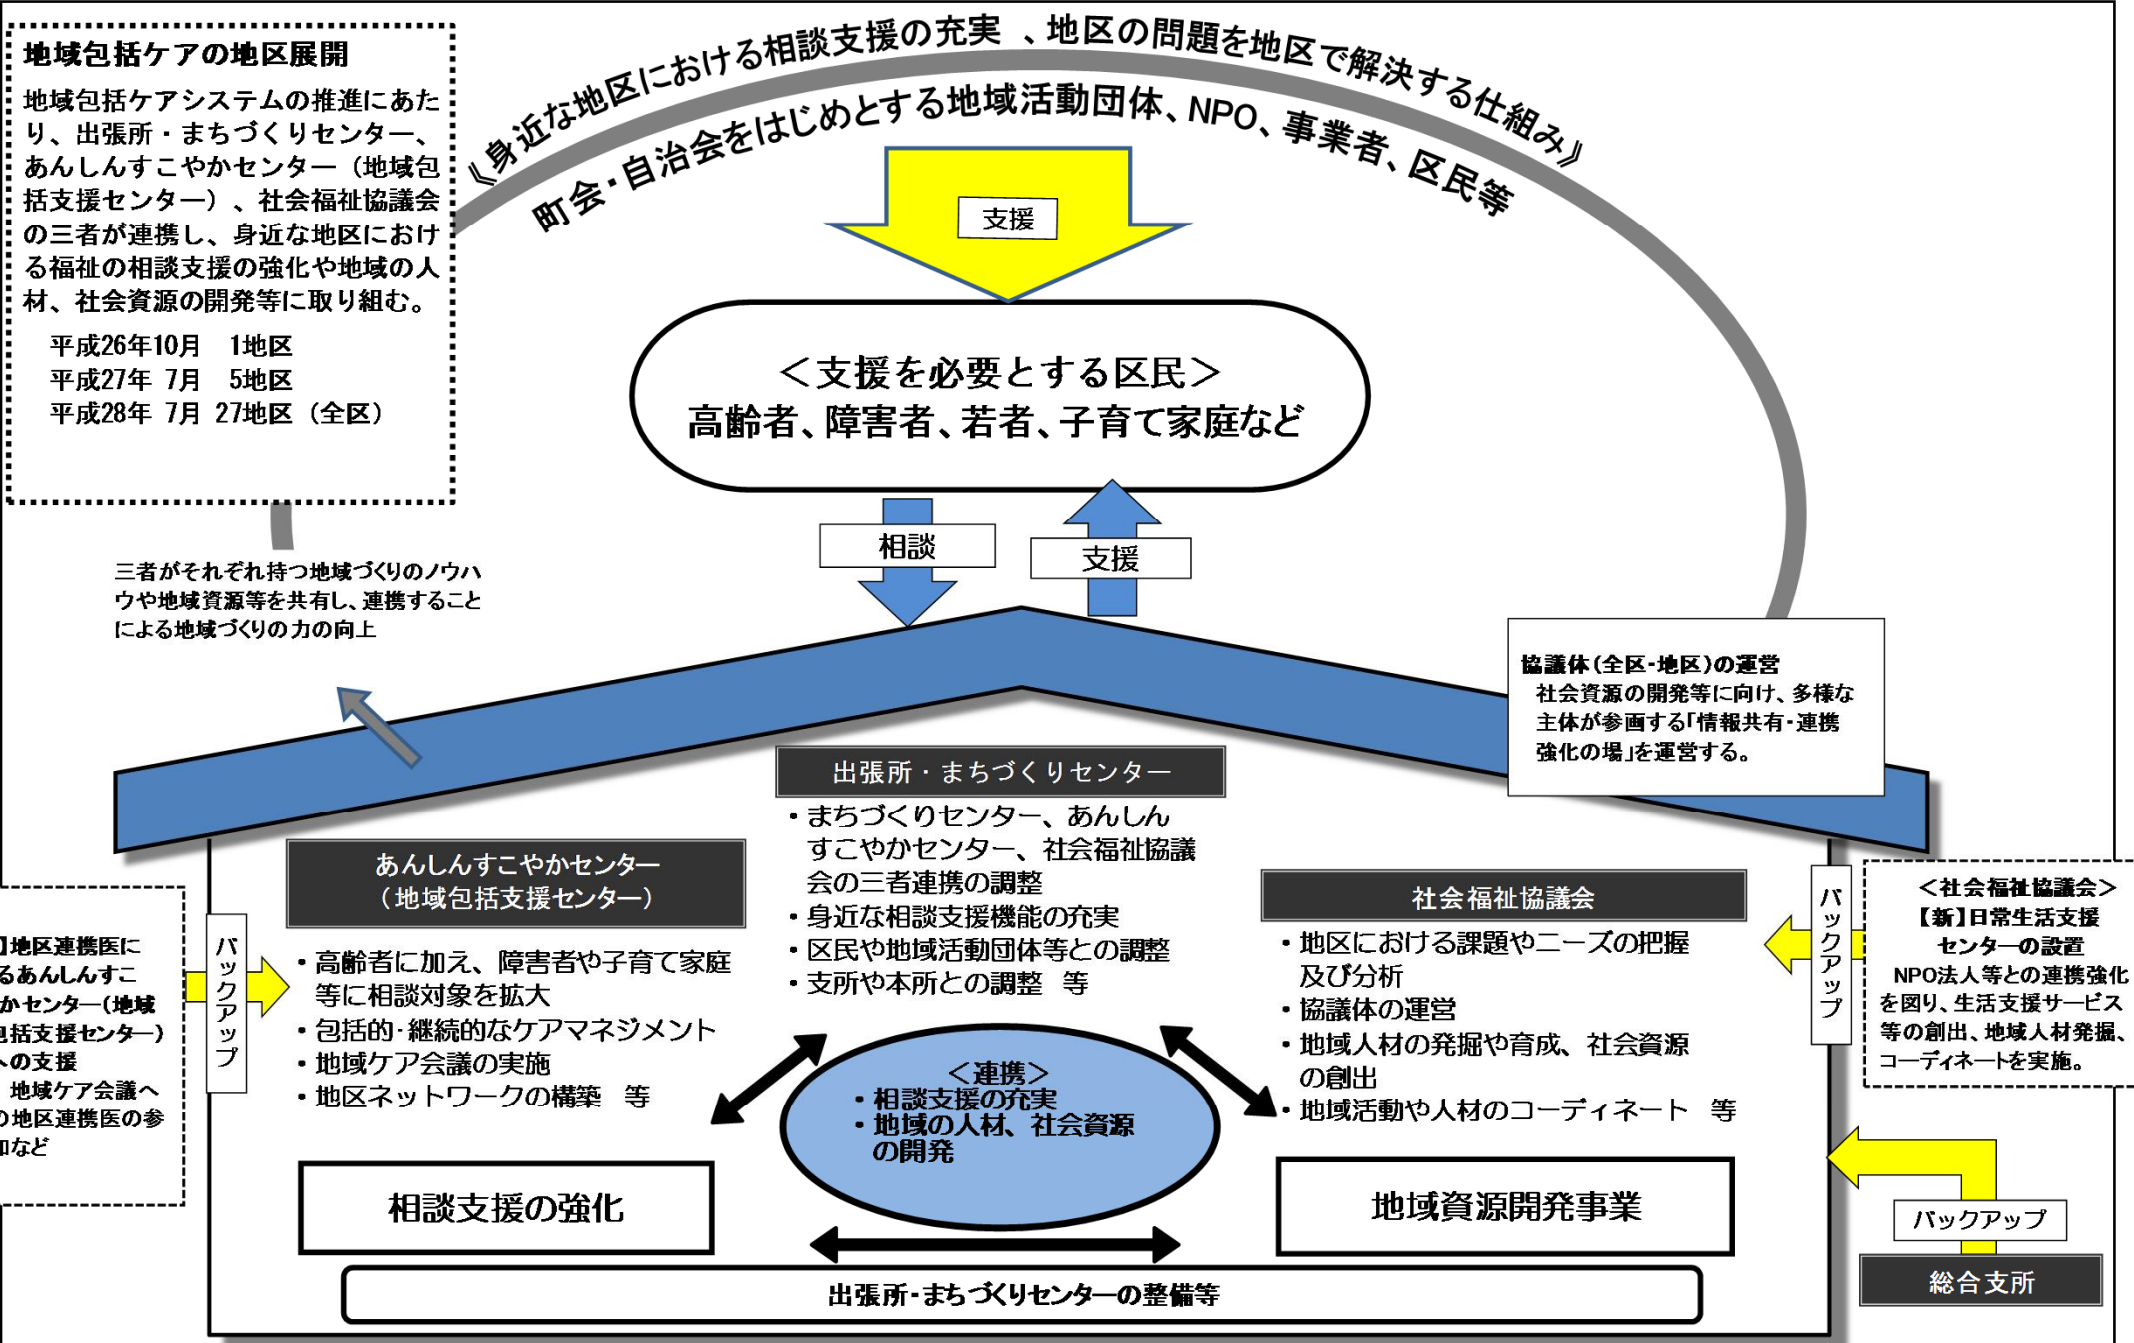 《身近な地区における相談支援の充実 、地区の問題を地区で解決する仕組み》
町会・自治会をはじめとする地域活動団体、NPO、事業者、区民等
地域包括ケアの地区展開
地域包括ケアシステムの推進にあた
り、出張所・まちづくりセンター、
あんしんすこやかセンター（地域包
括支援センター）、社会福祉協議会
の三者が連携し、身近な地区におけ
る福祉の相談支援の強化や地域の人
材、社会資源の開発等に取り組む。
平成26年10月　1地区
平成27年 7月　5地区
平成28年 7月 27地区（全区）
支援
＜支援を必要とする区民＞
高齢者、障害者、若者、子育て家庭など
相談
支援
三者がそれぞれ持つ地域づくりのノウハ
ウや地域資源等を共有し、連携すること
による地域づくりの力の向上
協議体（全区・地区）の運営
社会資源の開発等に向け、多様な
主体が参画する「情報共有・連携
強化の場」を運営する。
出張所・まちづくりセンター
・まちづくりセンター、あんしん
すこやかセンター、社会福祉協議
会の三者連携の調整
・身近な相談支援機能の充実
・区民や地域活動団体等との調整
・支所や本所との調整　等
あんしんすこやかセンター
（地域包括支援センター）
・高齢者に加え、障害者や子育て家庭
等に相談対象を拡大
・包括的・継続的なケアマネジメント
・地域ケア会議の実施
・地区ネットワークの構築　等
社会福祉協議会
・地区における課題やニーズの把握
及び分析
・協議体の運営
・地域人材の発掘や育成、社会資源
の創出
・地域活動や人材のコーディネート　等
】地区連携医に
るあんしんすこ
かセンター（地域
包括支援センター）
への支援
地域ケア会議へ
の地区連携医の参
加など
バックアップ
バックアップ
＜社会福祉協議会＞
【新】日常生活支援
センターの設置
NPO法人等との連携強化
を図り、生活支援サービス
等の創出、地域人材発掘、
コーディネートを実施。
＜連携＞
・相談支援の充実
・地域の人材、社会資源
の開発
相談支援の強化
地域資源開発事業
バックアップ
総合支所
出張所・まちづくりセンターの整備等